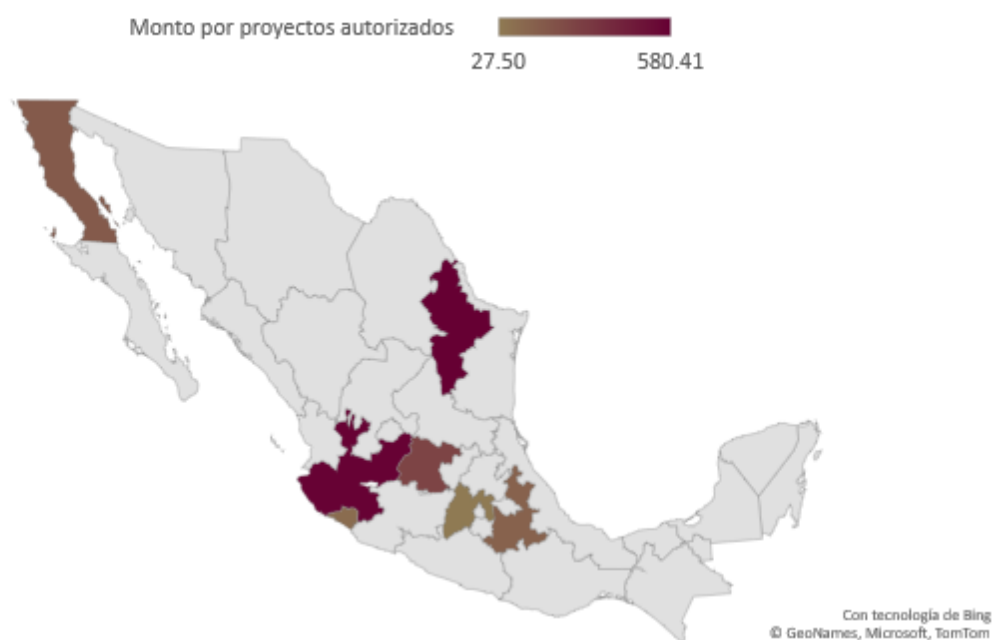 Monto por proyectos autorizados
27.50 580.41
Con tecnología de Bing
© GeoNames, Microsoft, TomTom